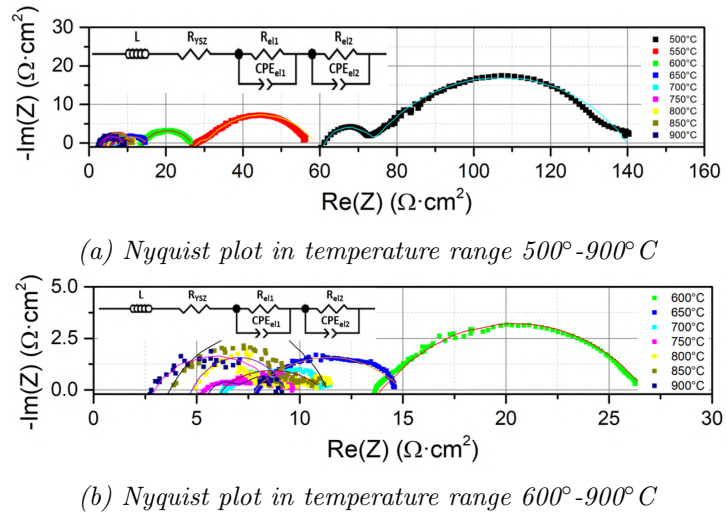 L R_YSZ R_el1 R_el2
CPE_el1 CPE_el2
500°C
550°C
600°C
650°C
700°C
750°C
800°C
850°C
900°C
-Im(Z) (Ω·cm²)
30
20
10
0
0 20 40 60 80 100 120 140 160
Re(Z) (Ω·cm²)
(a) Nyquist plot in temperature range 500°-900°C
L R_YSZ R_el1 R_el2
CPE_el1 CPE_el2
600°C
650°C
700°C
750°C
800°C
850°C
900°C
-Im(Z) (Ω·cm²)
5.0
2.5
0.0
0 5 10 15 20 25 30
Re(Z) (Ω·cm²)
(b) Nyquist plot in temperature range 600°-900°C